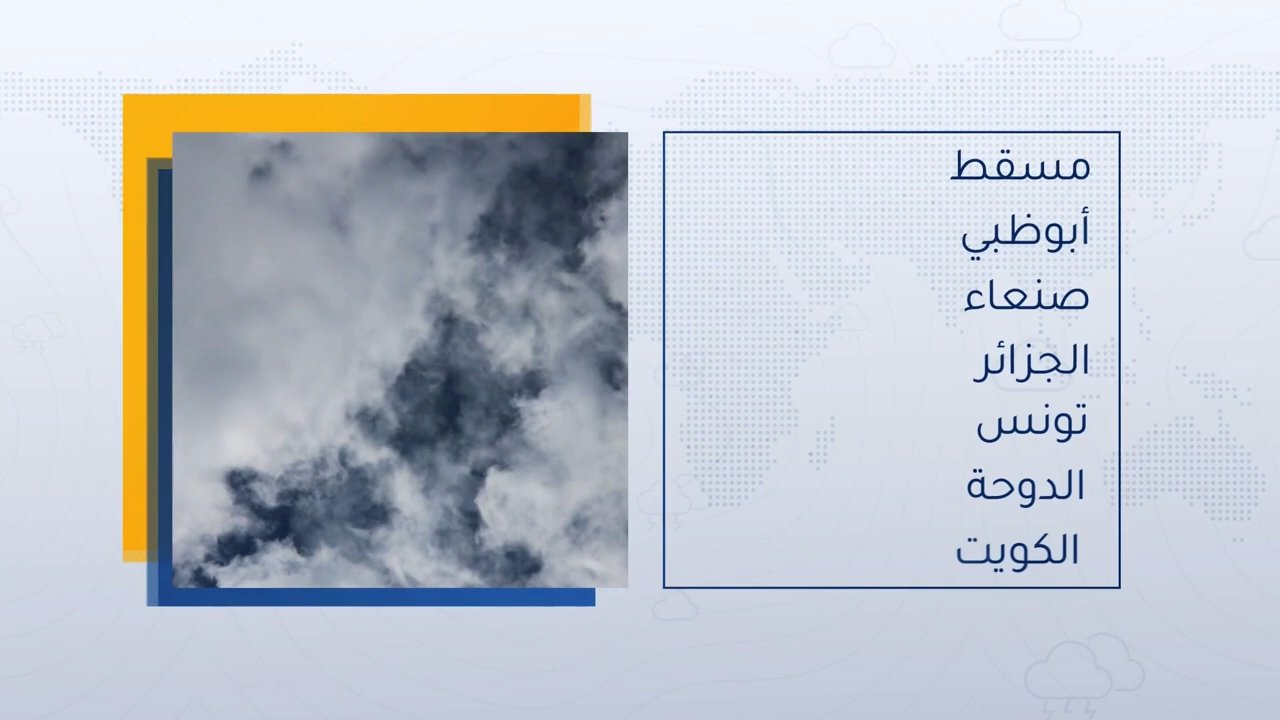 مسقط
أبوظبي
صنعاء
الجزائر
تونس
الدوحة
الكويت